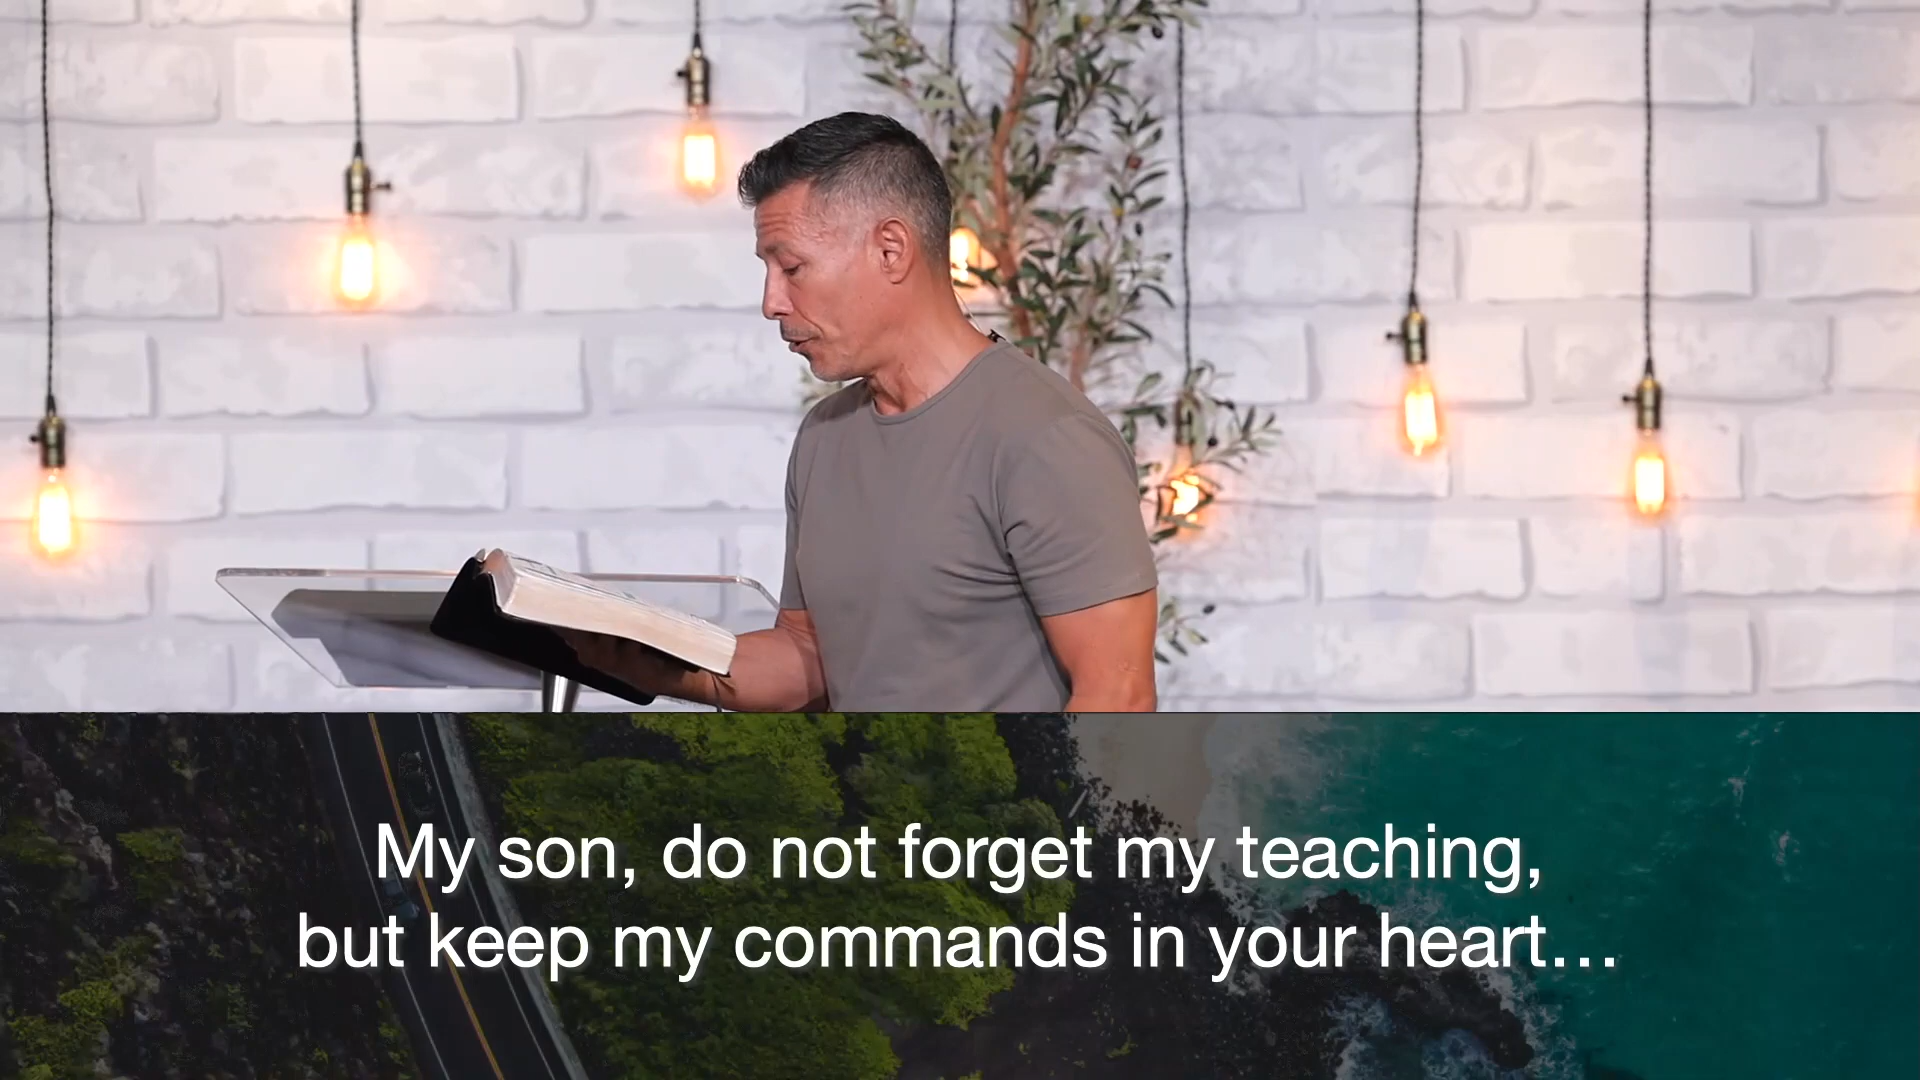 My son, do not forget my teaching,
but keep my commands in your heart…